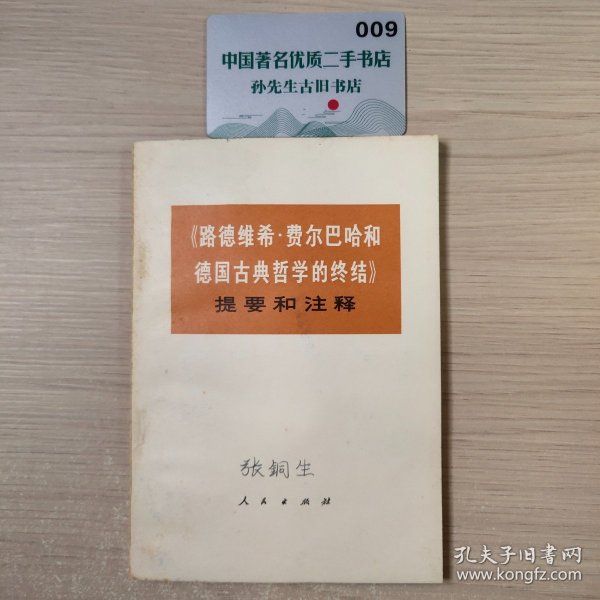 009
中国著名优质二手书店
孙先生古旧书店
《路德维希·费尔巴哈和
德国古典哲学的终结》
提要和注释
张铜生
人民出版社
孔夫子旧书网
www.kongfz.com